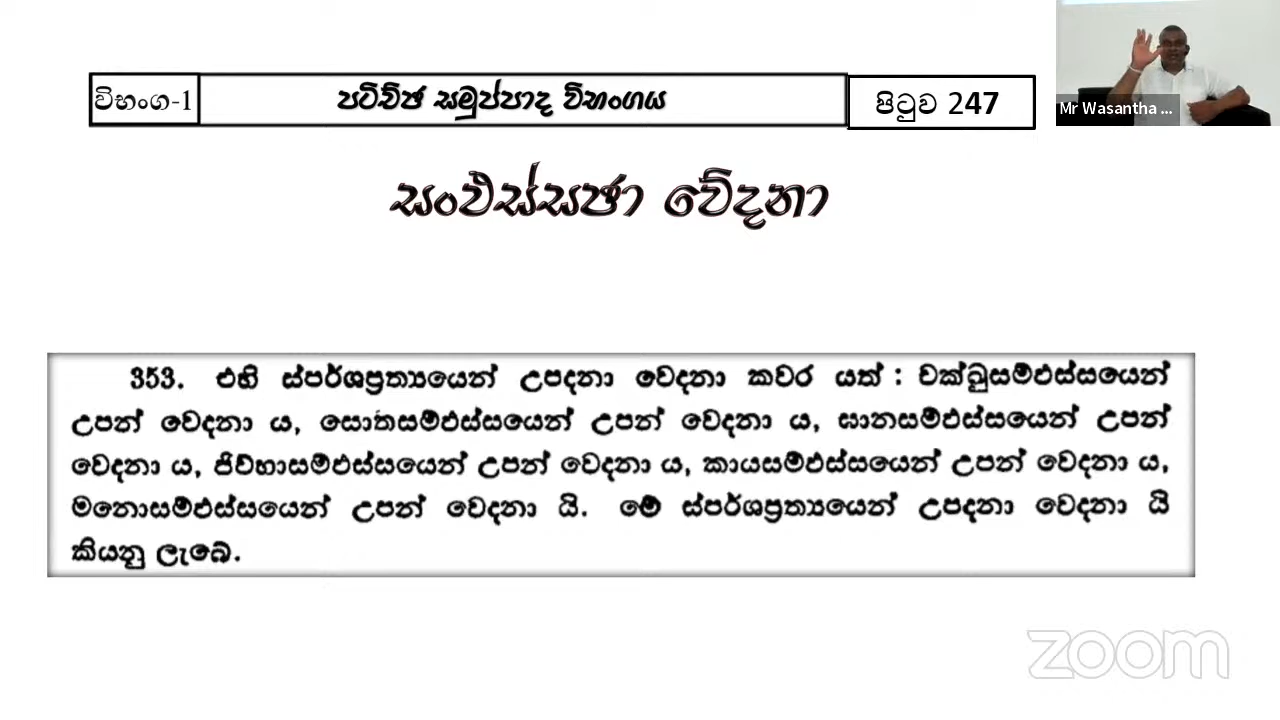 විභංග-1
පටිච්ඡ සමුප්පාද විභංගය
පිටුව 247
Mr Wasantha ...
සංඵස්සඡා වේදනා
353. එහි ස්පර්ශප්‍රත්‍යයෙන් උපදනා වෙදනා කවර යත් : චක්ඛුසම්ඵස්සයෙන්
උපන් වෙදනා ය, සොතසම්ඵස්සයෙන් උපන් වෙදනා ය, ඝානසම්ඵස්සයෙන් උපන්
වෙදනා ය, ජිව්හාසම්ඵස්සයෙන් උපන් වෙදනා ය, කායසම්ඵස්සයෙන් උපන් වෙදනා ය,
මනොසම්ඵස්සයෙන් උපන් වෙදනා යි. මේ ස්පර්ශප්‍රත්‍යයෙන් උපදනා වෙදනා යි
කියනු ලැබේ.
zoom